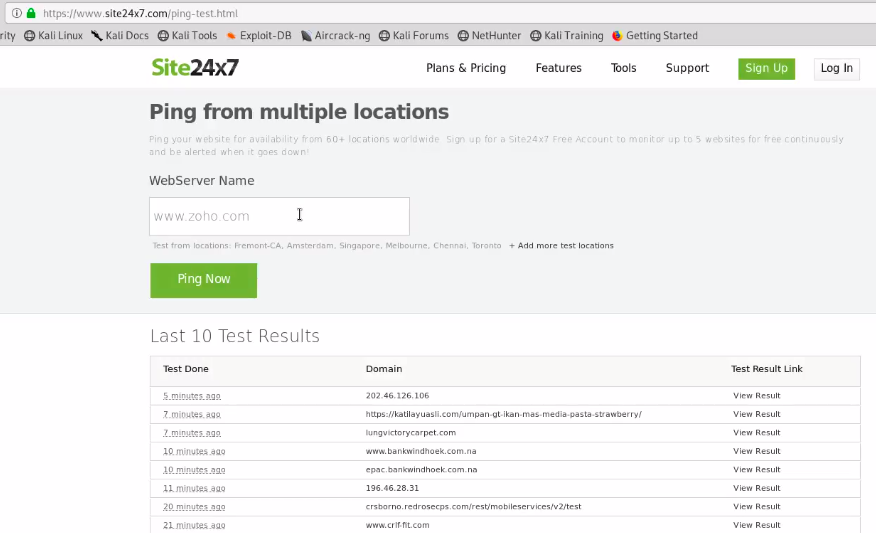 https://www.site24x7.com/ping-test.html
rity Kali Linux Kali Docs Kali Tools Exploit-DB Aircrack-ng Kali Forums NetHunter Kali Training Getting Started
Site24x7 Plans & Pricing Features Tools Support Sign Up Log In
Ping from multiple locations
Ping your website for availability from 60+ locations worldwide. Sign up for a Site24x7 Free Account to monitor up to 5 websites for free continuously
and be alerted when it goes down!
WebServer Name
www.zoho.com
Test from locations: Fremont-CA, Amsterdam, Singapore, Melbourne, Chennai, Toronto + Add more test locations
Ping Now
Last 10 Test Results
Test Done Domain Test Result Link
5 minutes ago 202.46.126.106 View Result
7 minutes ago https://katilayuasli.com/umpan-gt-ikan-mas-media-pasta-strawberry/ View Result
7 minutes ago lungvictorycarpet.com View Result
10 minutes ago www.bankwindhoek.com.na View Result
10 minutes ago epac.bankwindhoek.com.na View Result
11 minutes ago 196.46.28.31 View Result
20 minutes ago crsborno.redrosecps.com/rest/mobileservices/v2/test View Result
21 minutes ago www.crlf-flt.com View Result